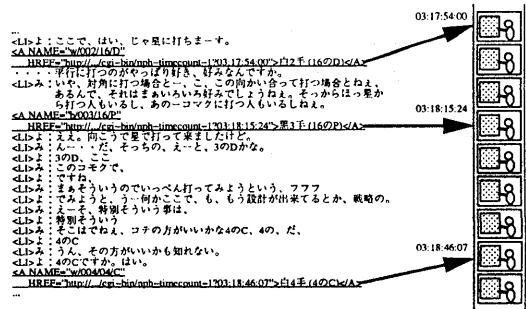 ...
<LI>よ：ここで、はい、じゃ星に打ちまーす。
<A NAME="w/002/16/D"
HREF="http://.../cgi-bin/nph-timecount-1?03:17:54.00">白2手(16のD)</A>
・・・・平行に打つのがやっぱり好き、好みなんですか。
<LI>み：いや、対角に打つ場合とー、こ、この向かい合って打つ場合とねぇ、
あるんで、それはまぁいろいろ好みでしょうねぇ。そっからほっ星か
ら打つ人もいるし、あの一コマクに打つ人もいるしねぇ。
<A NAME="b/003/16/P"
HREF="http://.../cgi-bin/nph-timecount-1?03:18:15:24">黒3手(16のP)</A>
<LI>よ：ええ。向こうで星で打って来ましたけど。
<LI>み：ん・・・だ、そっちの、えーと、3のDかな。
<LI>よ：3のD、ここ
<LI>み：このコモクで、
<LI>よ：ですね、
<LI>み：まぁそういうのでいっぺん打ってみようという、フフフ
<LI>よ：でみようと、う…何かここで、も、もう設計が出来てるとか、戦略の。
<LI>み：えーそ、特別そういう事は、
<LI>よ：特別そういう
<LI>み：そこはでねぇ、コチの方がいいかな4のC、4の、だ、
<LI>よ：4のC
<LI>み：うん、その方がいいかも知れない。
<LI>よ：4のCですか。はい。
<A NAME="w/004/04/C"
HREF="http://.../cgi-bin/nph-timecount-1?03:18:46:07">白4手(4のC)</A>
...
03:17:54:00
03:18:15.24
03:18:46:07